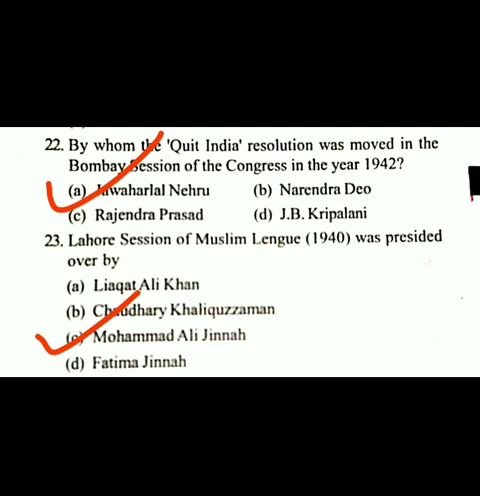 22. By whom the 'Quit India' resolution was moved in the
Bombay Session of the Congress in the year 1942?
(a) Jawaharlal Nehru (b) Narendra Deo
(c) Rajendra Prasad (d) J.B. Kripalani
23. Lahore Session of Muslim Lengue (1940) was presided
over by
(a) Liaqat Ali Khan
(b) Chaudhary Khaliquzzaman
(c) Mohammad Ali Jinnah
(d) Fatima Jinnah